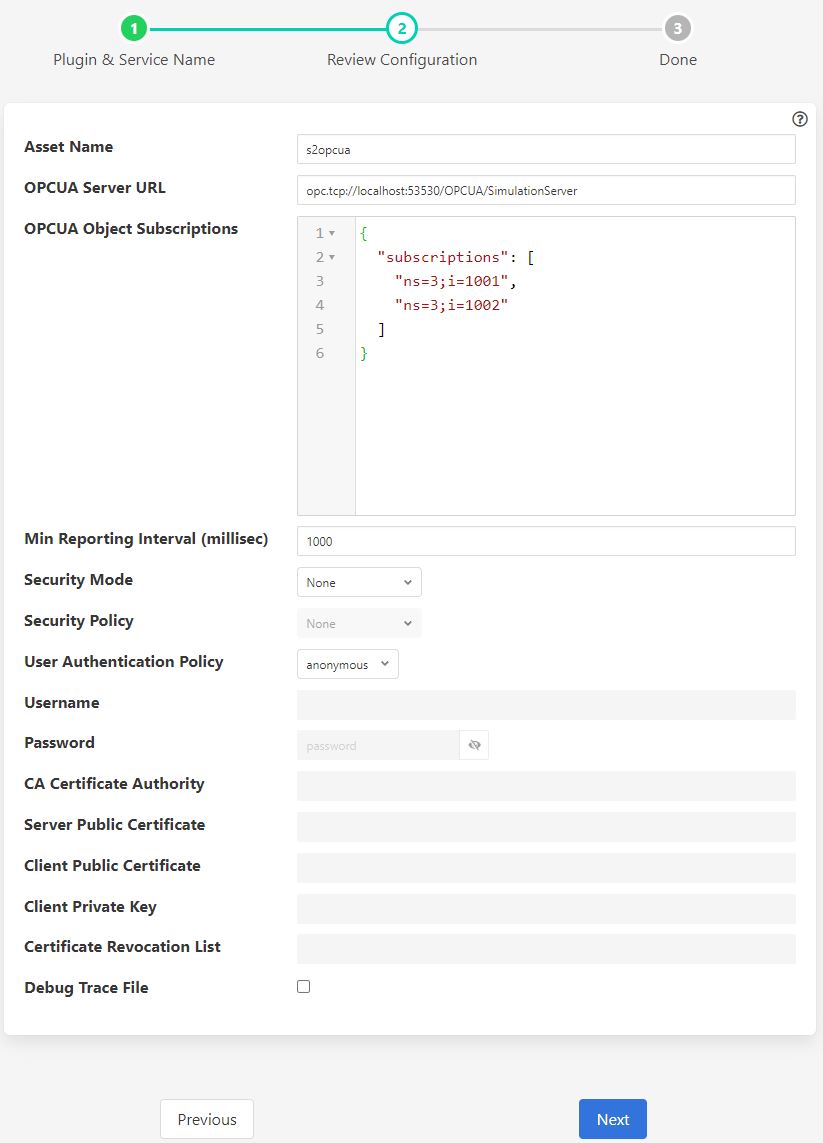 1 2 3
Plugin & Service Name Review Configuration Done
Asset Name s2opcua
OPCUA Server URL opc.tcp://localhost:53530/OPCUA/SimulationServer
OPCUA Object Subscriptions
1 {
2 "subscriptions": [
3 "ns=3;i=1001",
4 "ns=3;i=1002"
5 ]
6 }
Min Reporting Interval (millisec) 1000
Security Mode None
Security Policy None
User Authentication Policy anonymous
Username
Password password
CA Certificate Authority
Server Public Certificate
Client Public Certificate
Client Private Key
Certificate Revocation List
Debug Trace File
Previous Next